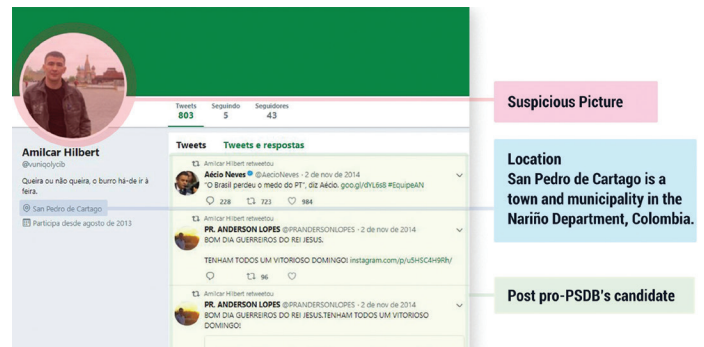 Tweets Seguindo Seguidores
803 5 43
Amilcar Hilbert
@vuniqolycib
Queira ou não queira, o burro há-de ir à
feira.
San Pedro de Cartago
Participa desde agosto de 2013
Tweets Tweets e respostas
Amilcar Hilbert retweetou
Aécio Neves @AecioNeves · 2 de nov de 2014
"O Brasil perdeu o medo do PT", diz Aécio. goo.gl/dYL6s8 #EquipeAN
228 723 984
Amilcar Hilbert retweetou
PR. ANDERSON LOPES @PRANDERSONLOPES · 2 de nov de 2014
BOM DIA GUERREIROS DO REI JESUS.
TENHAM TODOS UM VITORIOSO DOMINGO! instagram.com/p/u5HSC4H9Rh/
96
Amilcar Hilbert retweetou
PR. ANDERSON LOPES @PRANDERSONLOPES · 2 de nov de 2014
BOM DIA GUERREIROS DO REI JESUS.TENHAM TODOS UM VITORIOSO
DOMINGO!
Suspicious Picture
Location
San Pedro de Cartago is a
town and municipality in the
Nariño Department, Colombia.
Post pro-PSDB's candidate